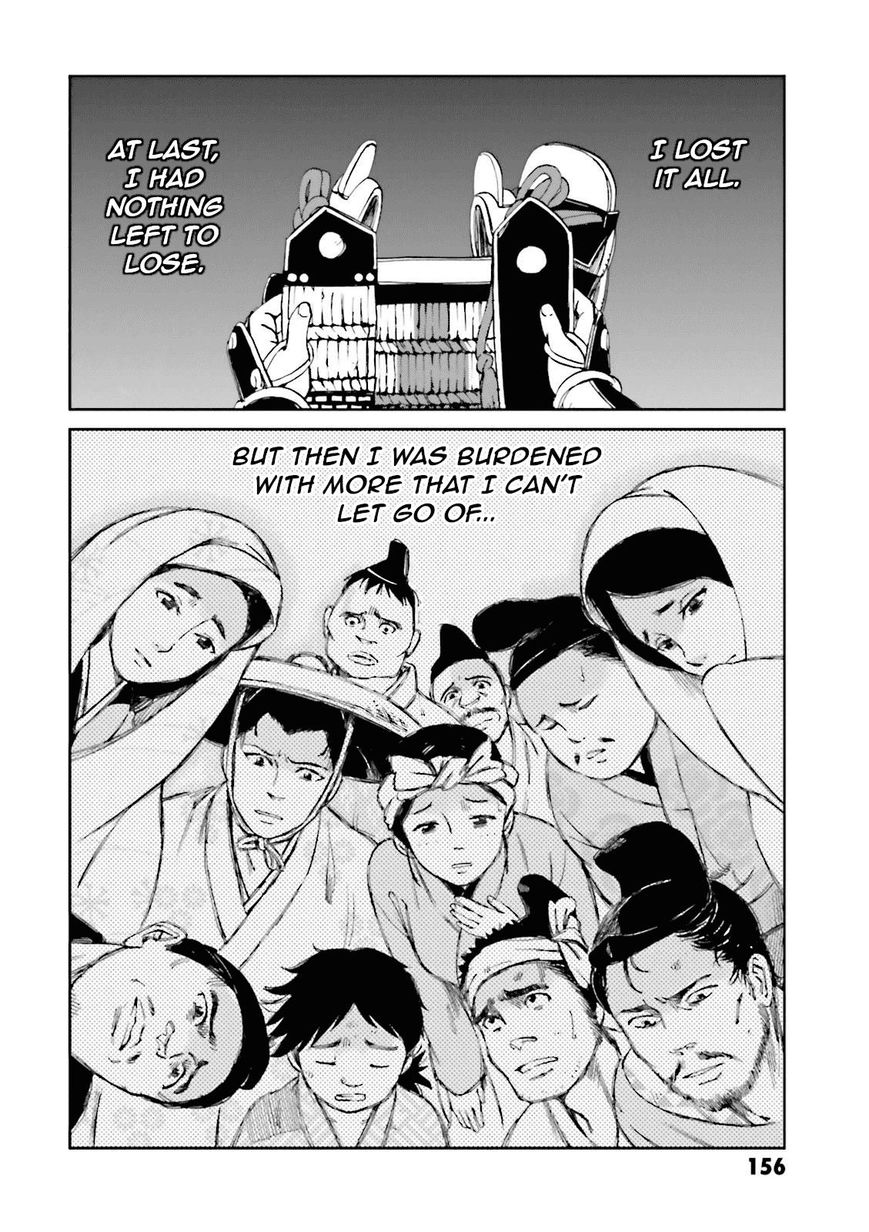 I LOST
IT ALL.
AT LAST,
I HAD
NOTHING
LEFT TO
LOSE.
BUT THEN I WAS BURDENED
WITH MORE THAT I CAN'T
LET GO OF...
156